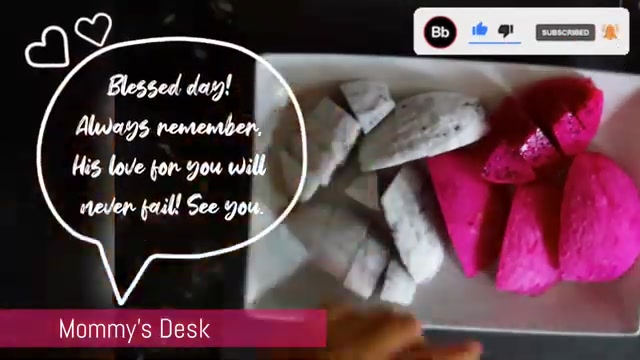 Bb
SUBSCRIBED
Blessed day!
Always remember,
His love for you will
never fail! See you.
Mommy's Desk